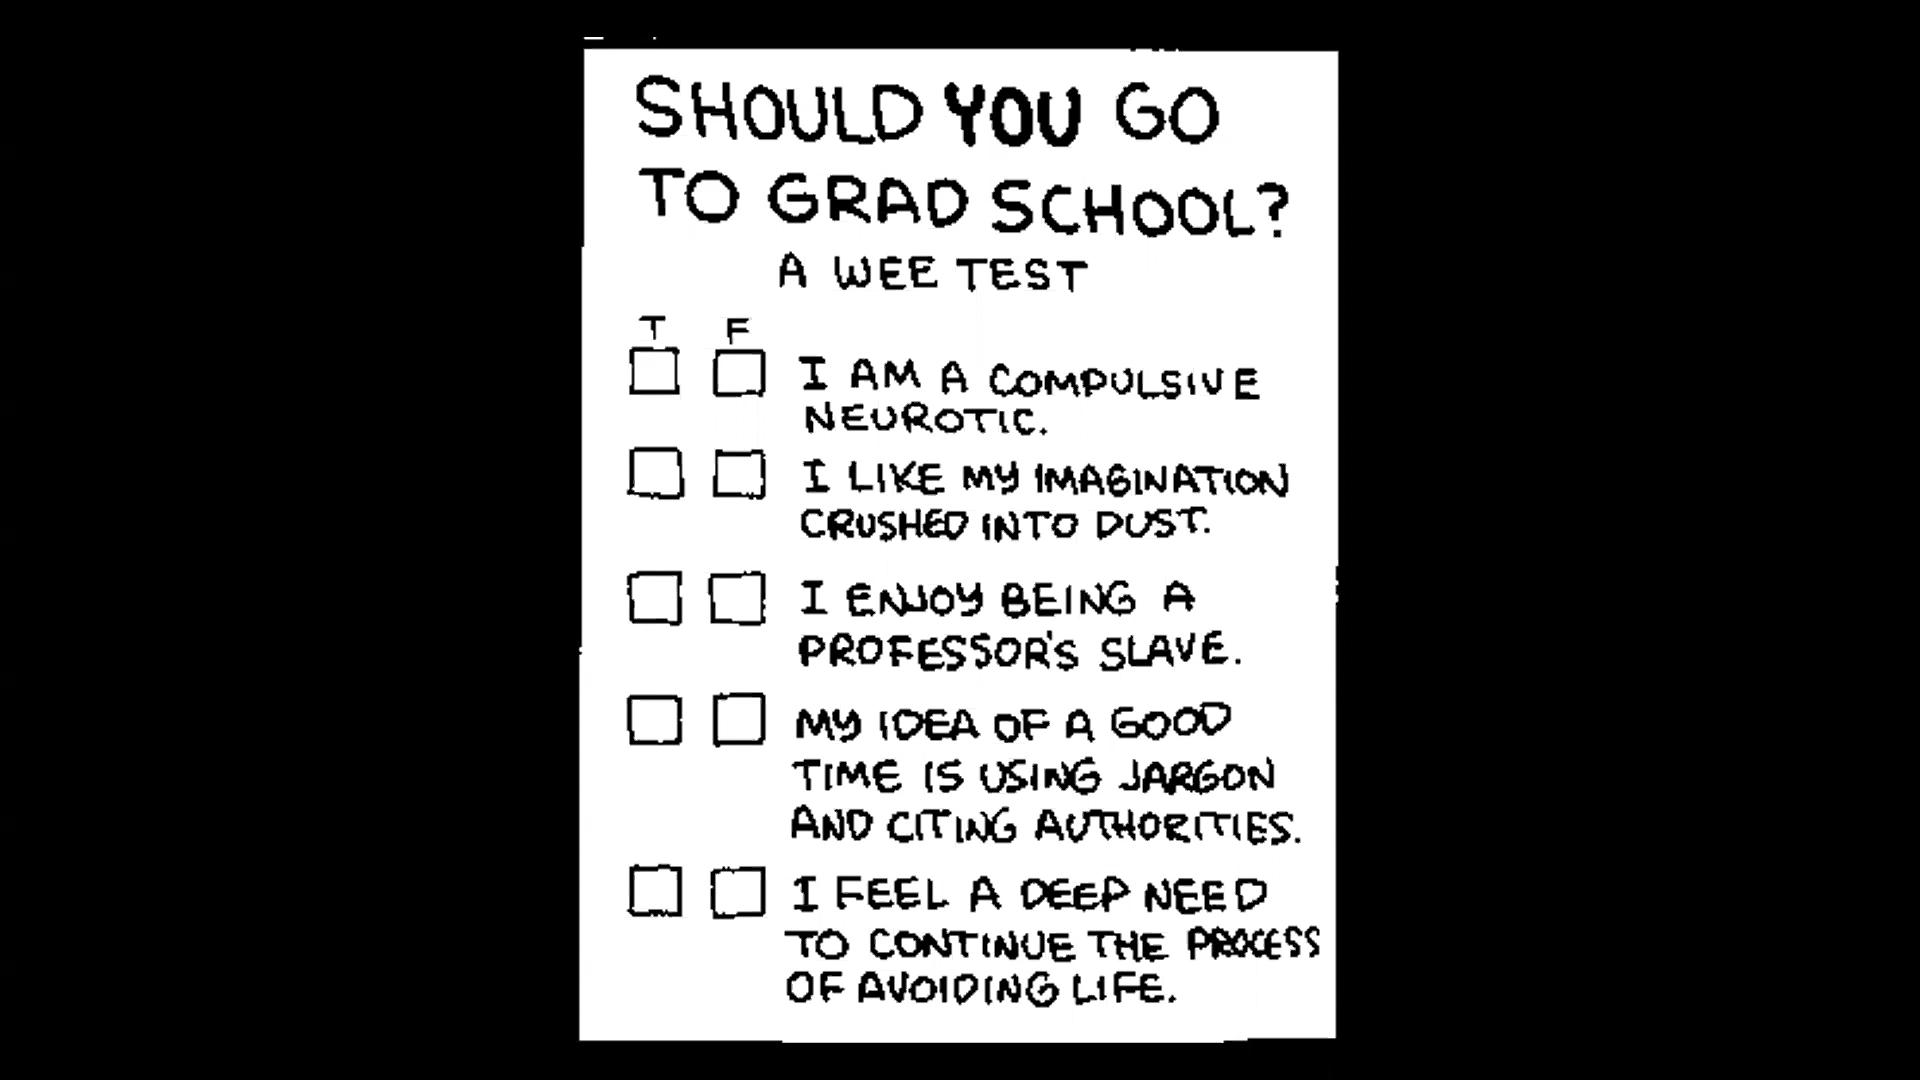 SHOULD YOU GO
TO GRAD SCHOOL?
A WEE TEST
T F
I AM A COMPULSIVE
NEUROTIC.
I LIKE MY IMAGINATION
CRUSHED INTO DUST.
I ENJOY BEING A
PROFESSOR'S SLAVE.
MY IDEA OF A GOOD
TIME IS USING JARGON
AND CITING AUTHORITIES.
I FEEL A DEEP NEED
TO CONTINUE THE PROCESS
OF AVOIDING LIFE.